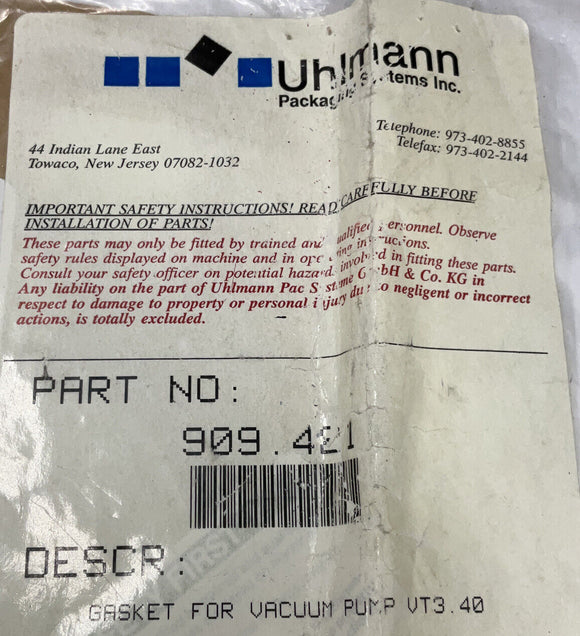 Uhlmann
Packaging Systems Inc.
44 Indian Lane East
Towaco, New Jersey 07082-1032
Telephone: 973-402-8855
Telefax: 973-402-2144
IMPORTANT SAFETY INSTRUCTIONS! READ CAREFULLY BEFORE
INSTALLATION OF PARTS!
These parts may only be fitted by trained and qualified personnel. Observe
safety rules displayed on machine and in operating instructions.
Consult your safety officer on potential hazard involved in fitting these parts.
Any liability on the part of Uhlmann Pac Systeme GmbH & Co. KG in
respect to damage to property or personal injury due to negligent or incorrect
actions, is totally excluded.
PART NO:
909.421
DESCR:
GASKET FOR VACUUM PUMP VT3.40